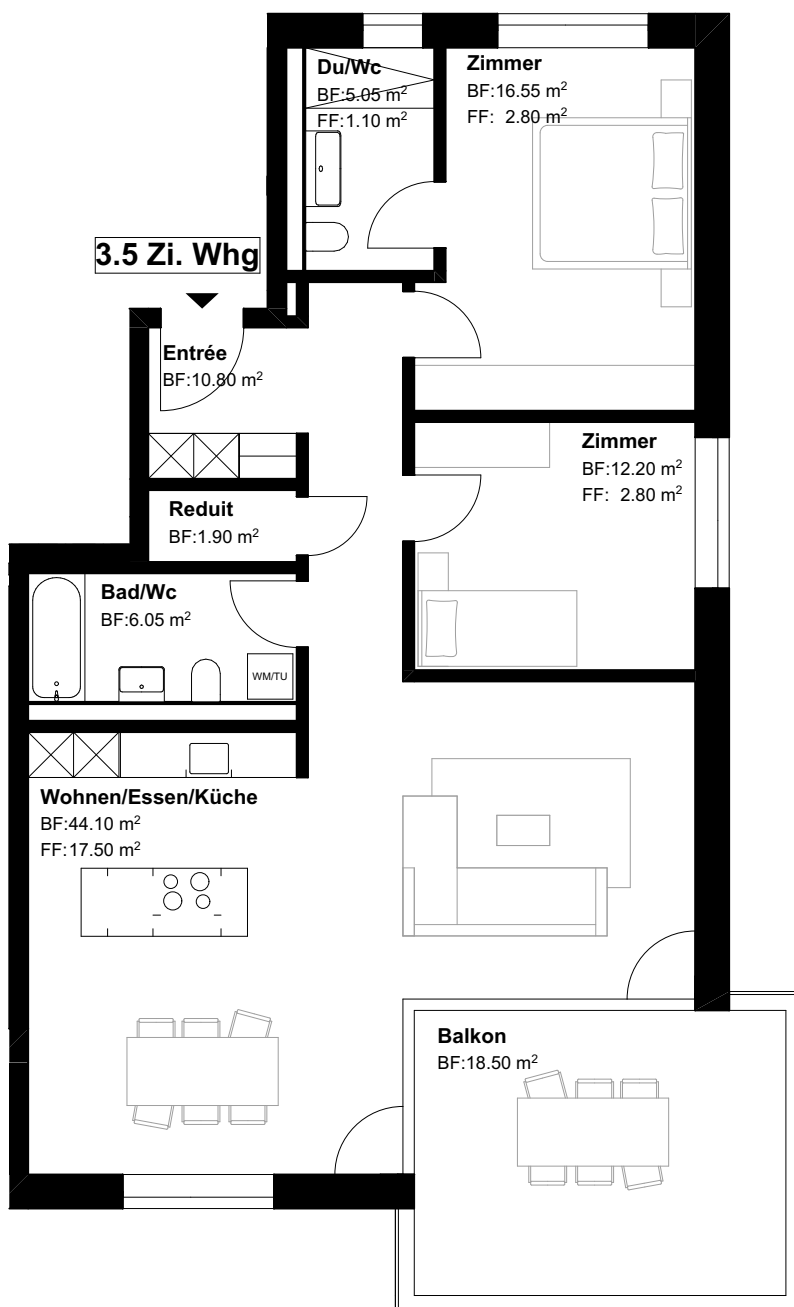 Du/Wc
BF:5.05 m²
FF:1.10 m²
Zimmer
BF:16.55 m²
FF: 2.80 m²
3.5 Zi. Whg
Entrée
BF:10.80 m²
Zimmer
BF:12.20 m²
FF: 2.80 m²
Reduit
BF:1.90 m²
Bad/Wc
BF:6.05 m²
WM/TU
Wohnen/Essen/Küche
BF:44.10 m²
FF:17.50 m²
Balkon
BF:18.50 m²